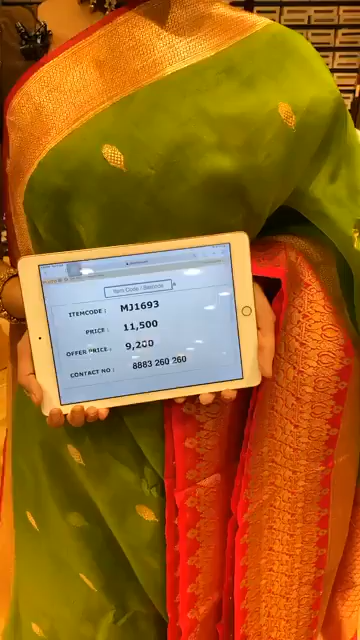 Item Code / Barcode
ITEMCODE : MJ1693
PRICE : 11,500
OFFER PRICE : 9,200
CONTACT NO : 8883 260 260